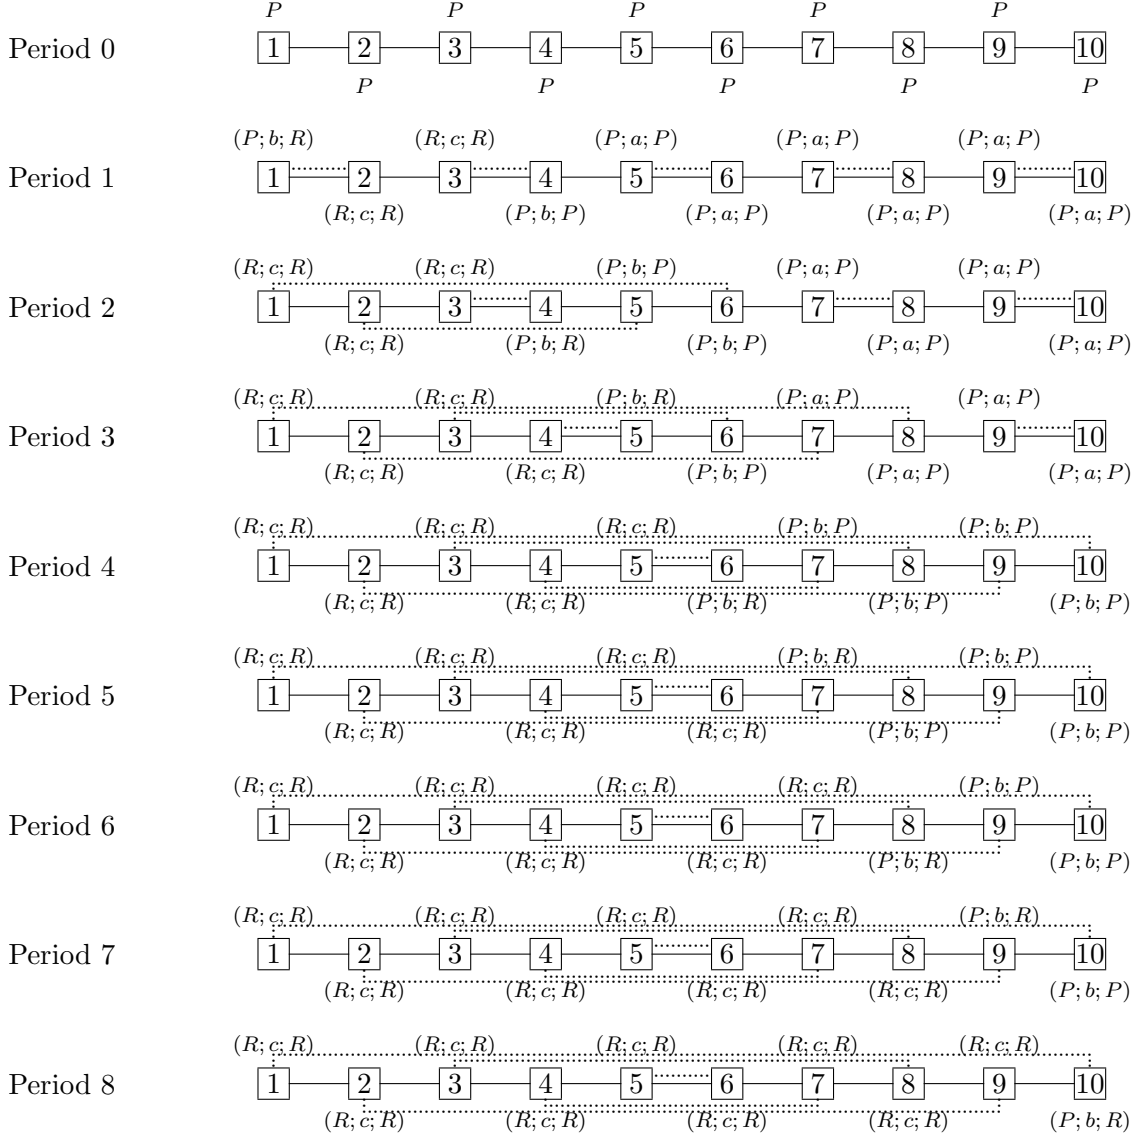 P P P P P
Period 0 1 2 3 4 5 6 7 8 9 10
P P P P P
(P; b; R) (R; c; R) (P; a; P) (P; a; P) (P; a; P)
Period 1 1 2 3 4 5 6 7 8 9 10
(R; c; R) (P; b; P) (P; a; P) (P; a; P) (P; a; P)
(R; c; R) (R; c; R) (P; b; P) (P; a; P) (P; a; P)
Period 2 1 2 3 4 5 6 7 8 9 10
(R; c; R) (P; b; R) (P; b; P) (P; a; P) (P; a; P)
(R; c; R) (R; c; R) (P; b; R) (P; a; P) (P; a; P)
Period 3 1 2 3 4 5 6 7 8 9 10
(R; c; R) (R; c; R) (P; b; P) (P; a; P) (P; a; P)
(R; c; R) (R; c; R) (R; c; R) (P; b; P) (P; b; P)
Period 4 1 2 3 4 5 6 7 8 9 10
(R; c; R) (R; c; R) (P; b; R) (P; b; P) (P; b; P)
(R; c; R) (R; c; R) (R; c; R) (P; b; R) (P; b; P)
Period 5 1 2 3 4 5 6 7 8 9 10
(R; c; R) (R; c; R) (R; c; R) (P; b; P) (P; b; P)
(R; c; R) (R; c; R) (R; c; R) (R; c; R) (P; b; P)
Period 6 1 2 3 4 5 6 7 8 9 10
(R; c; R) (R; c; R) (R; c; R) (P; b; R) (P; b; P)
(R; c; R) (R; c; R) (R; c; R) (R; c; R) (P; b; R)
Period 7 1 2 3 4 5 6 7 8 9 10
(R; c; R) (R; c; R) (R; c; R) (R; c; R) (P; b; P)
(R; c; R) (R; c; R) (R; c; R) (R; c; R) (R; c; R)
Period 8 1 2 3 4 5 6 7 8 9 10
(R; c; R) (R; c; R) (R; c; R) (R; c; R) (P; b; R)